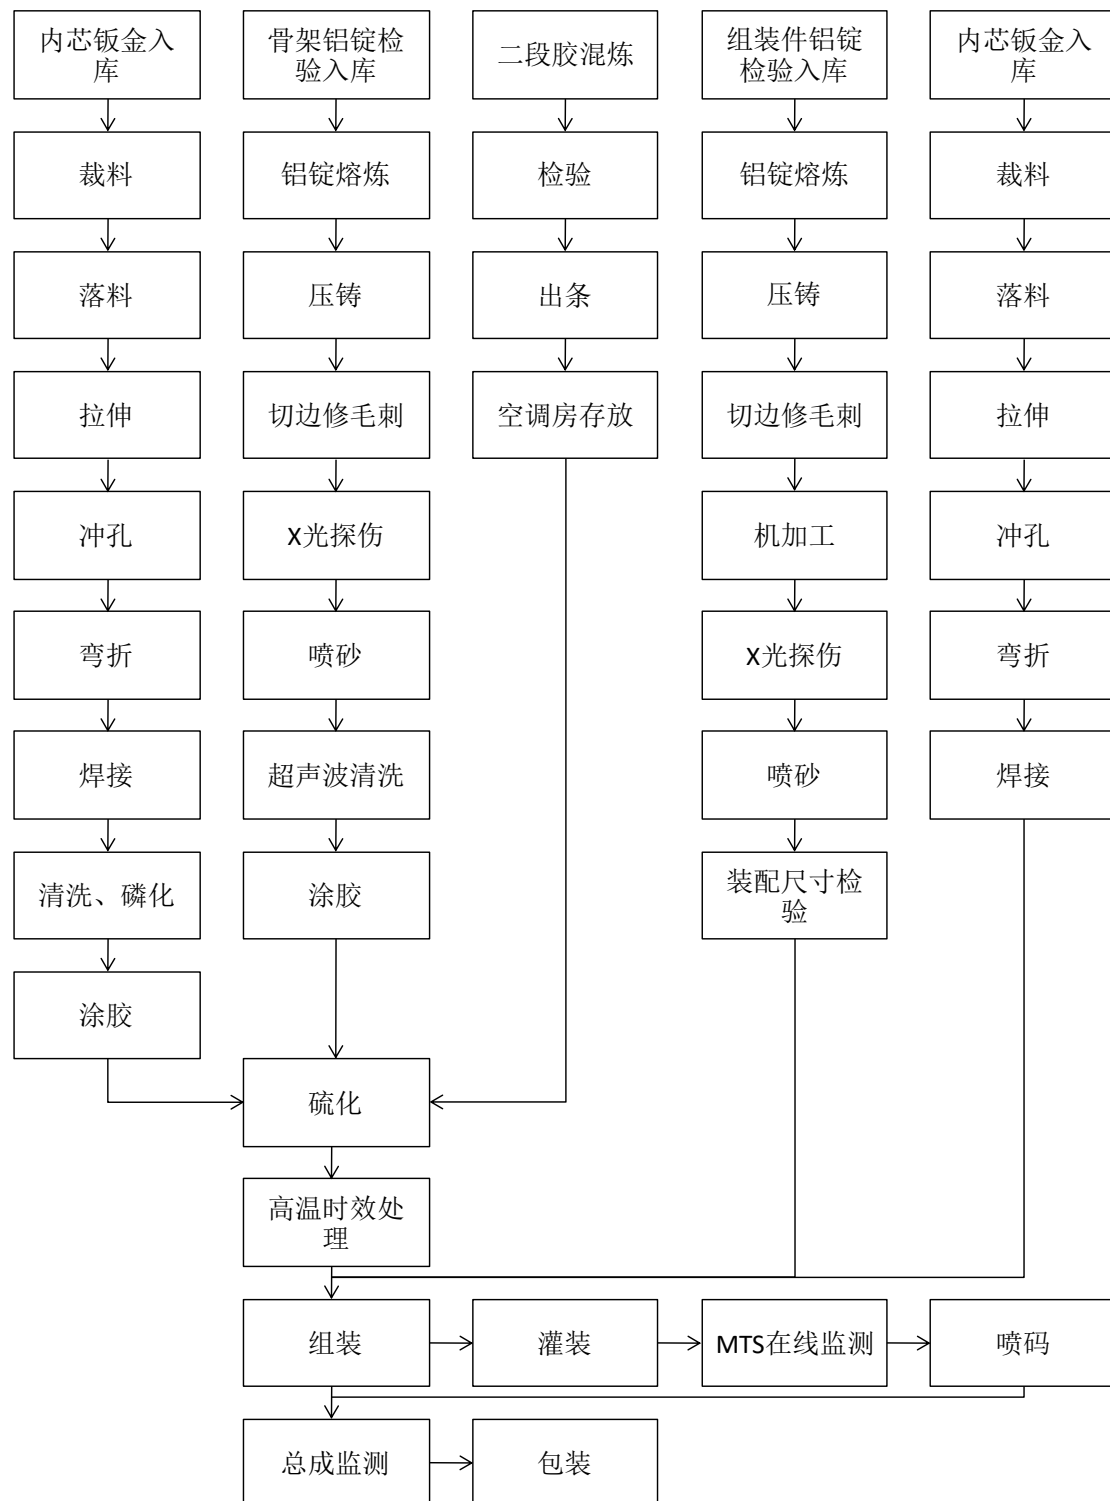 内芯钣金入
库
骨架铝锭检
验入库
二段胶混炼
组装件铝锭
检验入库
内芯钣金入
库
裁料
铝锭熔炼
检验
铝锭熔炼
裁料
落料
压铸
出条
压铸
落料
拉伸
切边修毛刺
空调房存放
切边修毛刺
拉伸
冲孔
X光探伤
机加工
冲孔
弯折
喷砂
X光探伤
弯折
焊接
超声波清洗
喷砂
焊接
清洗、磷化
涂胶
装配尺寸检
验
涂胶
硫化
高温时效处
理
组装
灌装
MTS在线监测
喷码
总成监测
包装